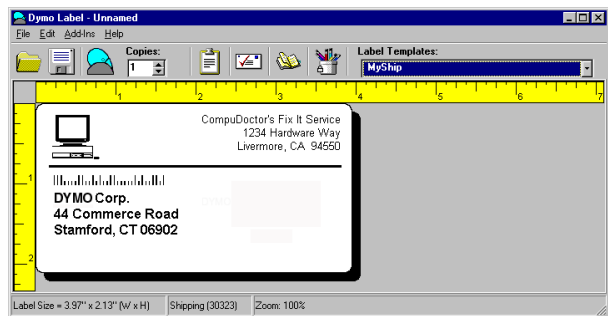 Dymo Label - Unnamed
File Edit Add-Ins Help
Copies:
1
Label Templates:
MyShip
1 2 3 4 5 6 7
1
2
CompuDoctor's Fix It Service
1234 Hardware Way
Livermore, CA 94550
DYMO Corp.
44 Commerce Road
Stamford, CT 06902
Label Size = 3.97" x 2.13" (W x H) Shipping (30323) Zoom: 100%